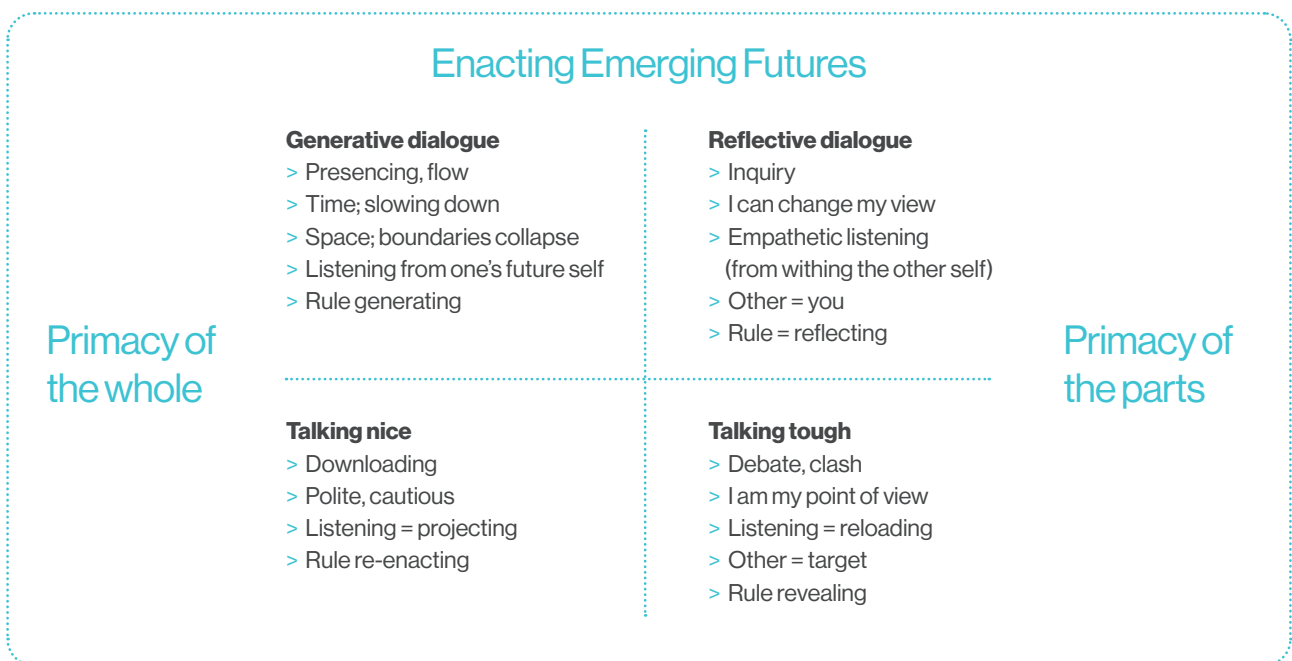 Enacting Emerging Futures
Generative dialogue
> Presencing, flow
> Time; slowing down
> Space; boundaries collapse
> Listening from one's future self
> Rule generating
Reflective dialogue
> Inquiry
> I can change my view
> Empathetic listening
(from withing the other self)
> Other = you
> Rule = reflecting
Primacy of
the whole
Primacy of
the parts
Talking nice
> Downloading
> Polite, cautious
> Listening = projecting
> Rule re-enacting
Talking tough
> Debate, clash
> I am my point of view
> Listening = reloading
> Other = target
> Rule revealing